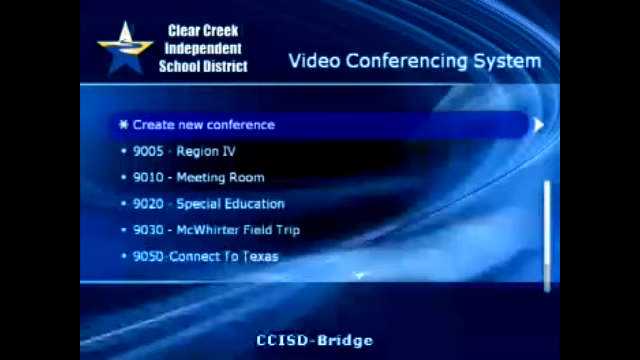 Clear Creek
Independent
School District
Video Conferencing System
* Create new conference
• 9005 - Region IV
• 9010 - Meeting Room
• 9020 - Special Education
• 9030 - McWhirter Field Trip
• 9050-Connect To Texas
CCISD-Bridge